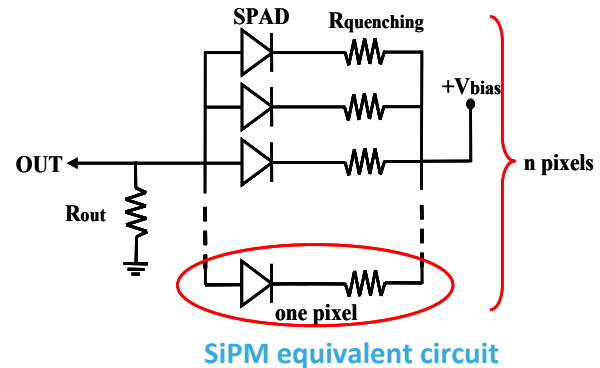 SPAD
Rquenching
+Vbias
OUT
n pixels
Rout
one pixel
SiPM equivalent circuit